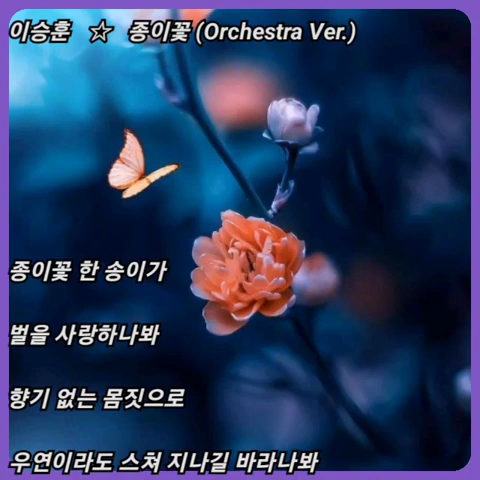 이승훈 ☆ 종이꽃 (Orchestra Ver.)
종이꽃 한 송이가
벌을 사랑하나봐
향기 없는 몸짓으로
우연이라도 스쳐 지나길 바라나봐